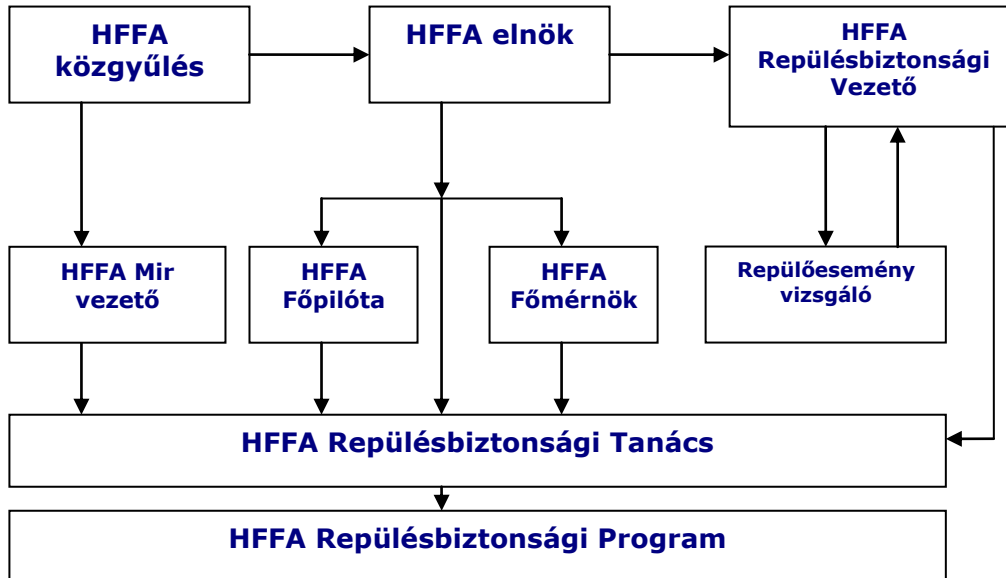 HFFA
közgyűlés
HFFA elnök
HFFA
Repülésbiztonsági
Vezető
HFFA Mir
vezető
HFFA
Főpilóta
HFFA
Főmérnök
Repülőesemény
vizsgáló
HFFA Repülésbiztonsági Tanács
HFFA Repülésbiztonsági Program